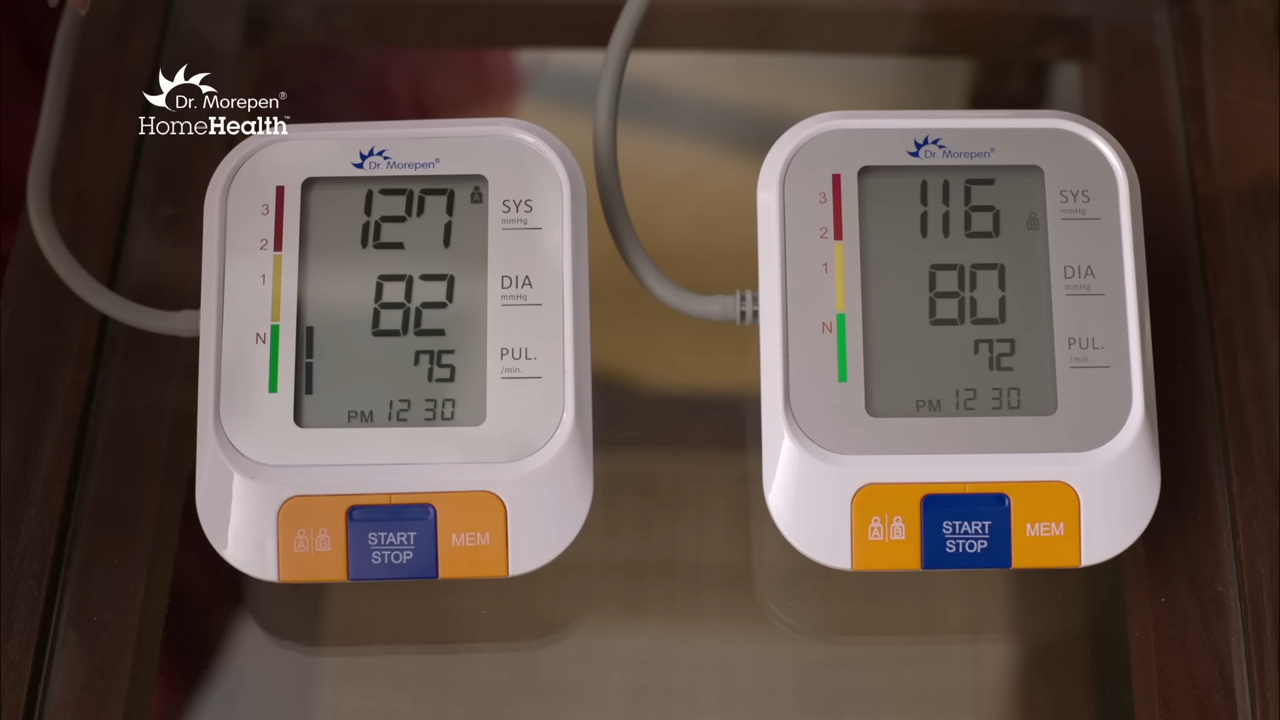 Dr. Morepen®
HomeHealth™
Dr. Morepen®
3
2
1
N
127
A
SYS
mmHg
82
DIA
mmHg
75
PUL.
/min.
PM 12 30
A B
START
STOP
MEM
Dr. Morepen®
3
2
1
N
116
B
SYS
mmHg
80
DIA
mmHg
72
PUL.
/min.
PM 12 30
A B
START
STOP
MEM